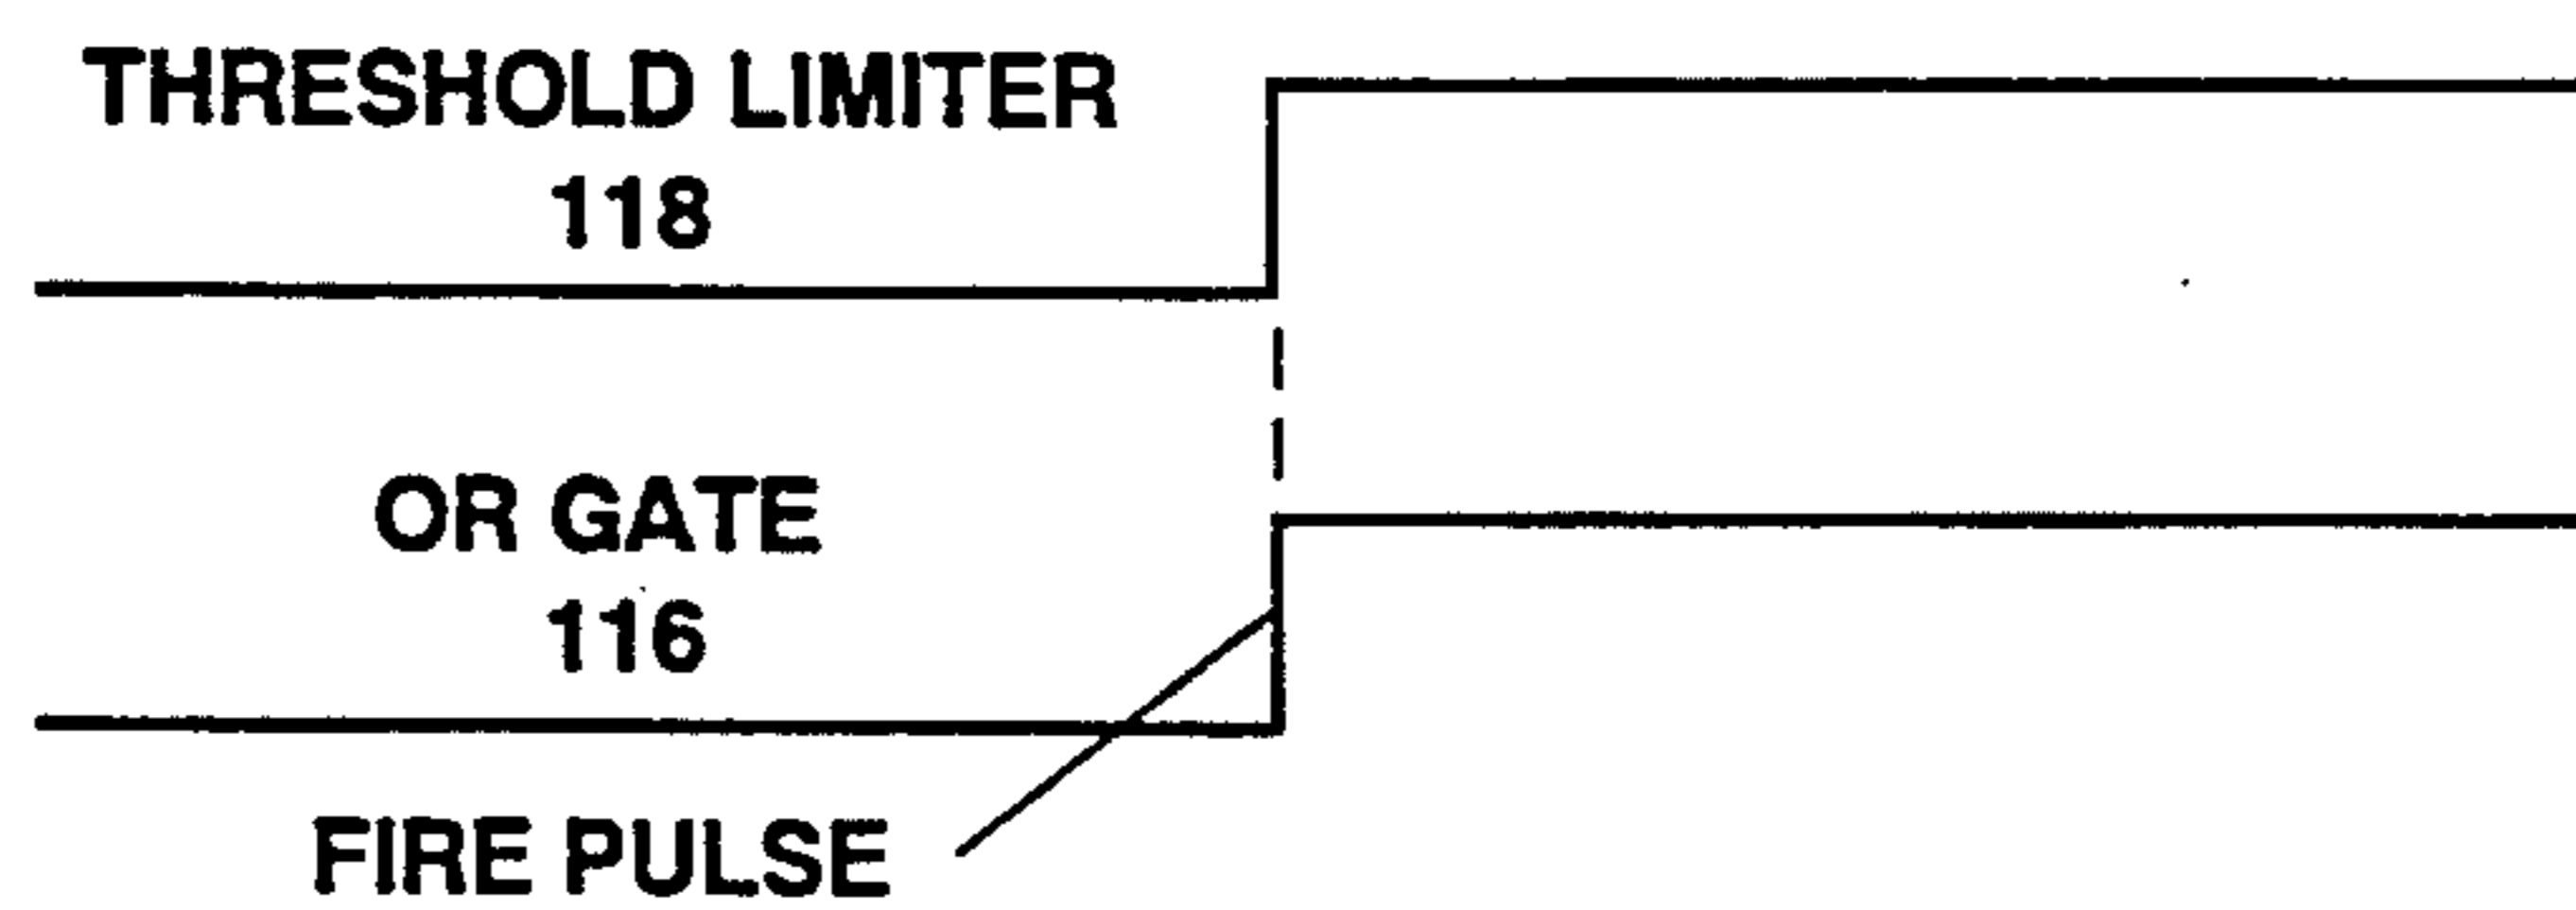 THRESHOLD LIMITER
118
OR GATE
116
FIRE PULSE